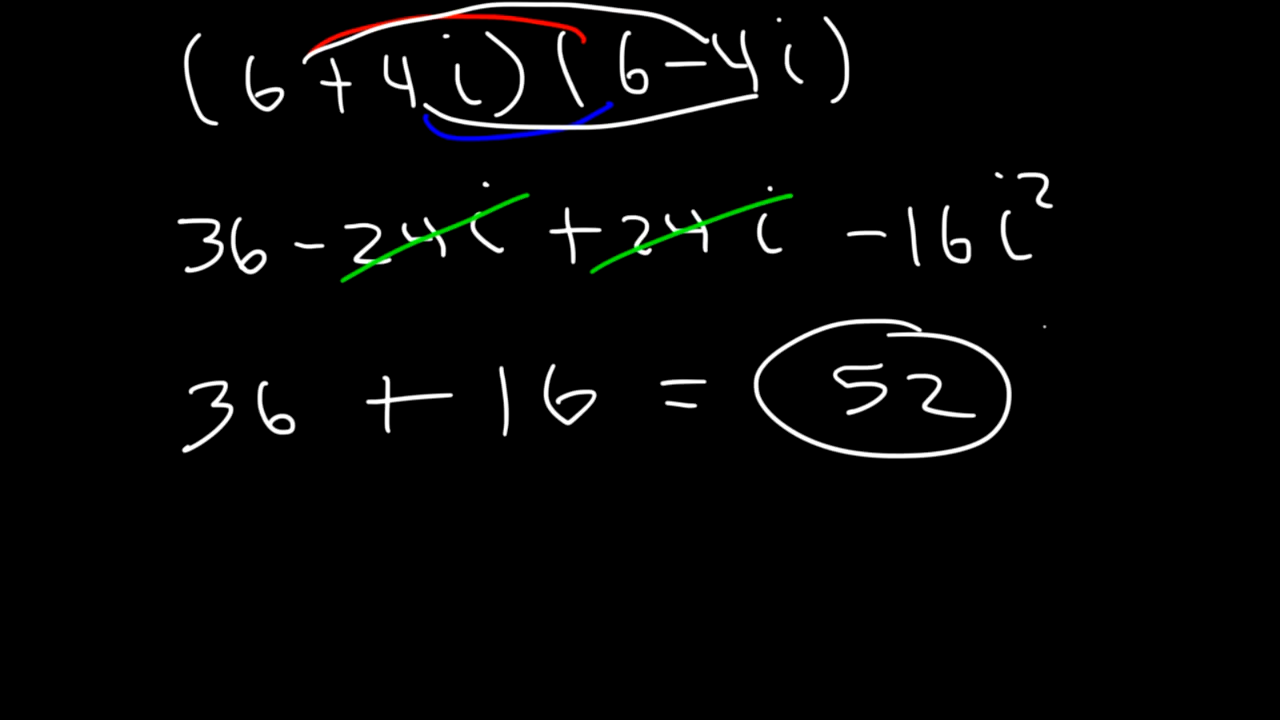 (6+4i)(6-4i)
36 - 24i + 24i - 16i²
36 + 16 = 52